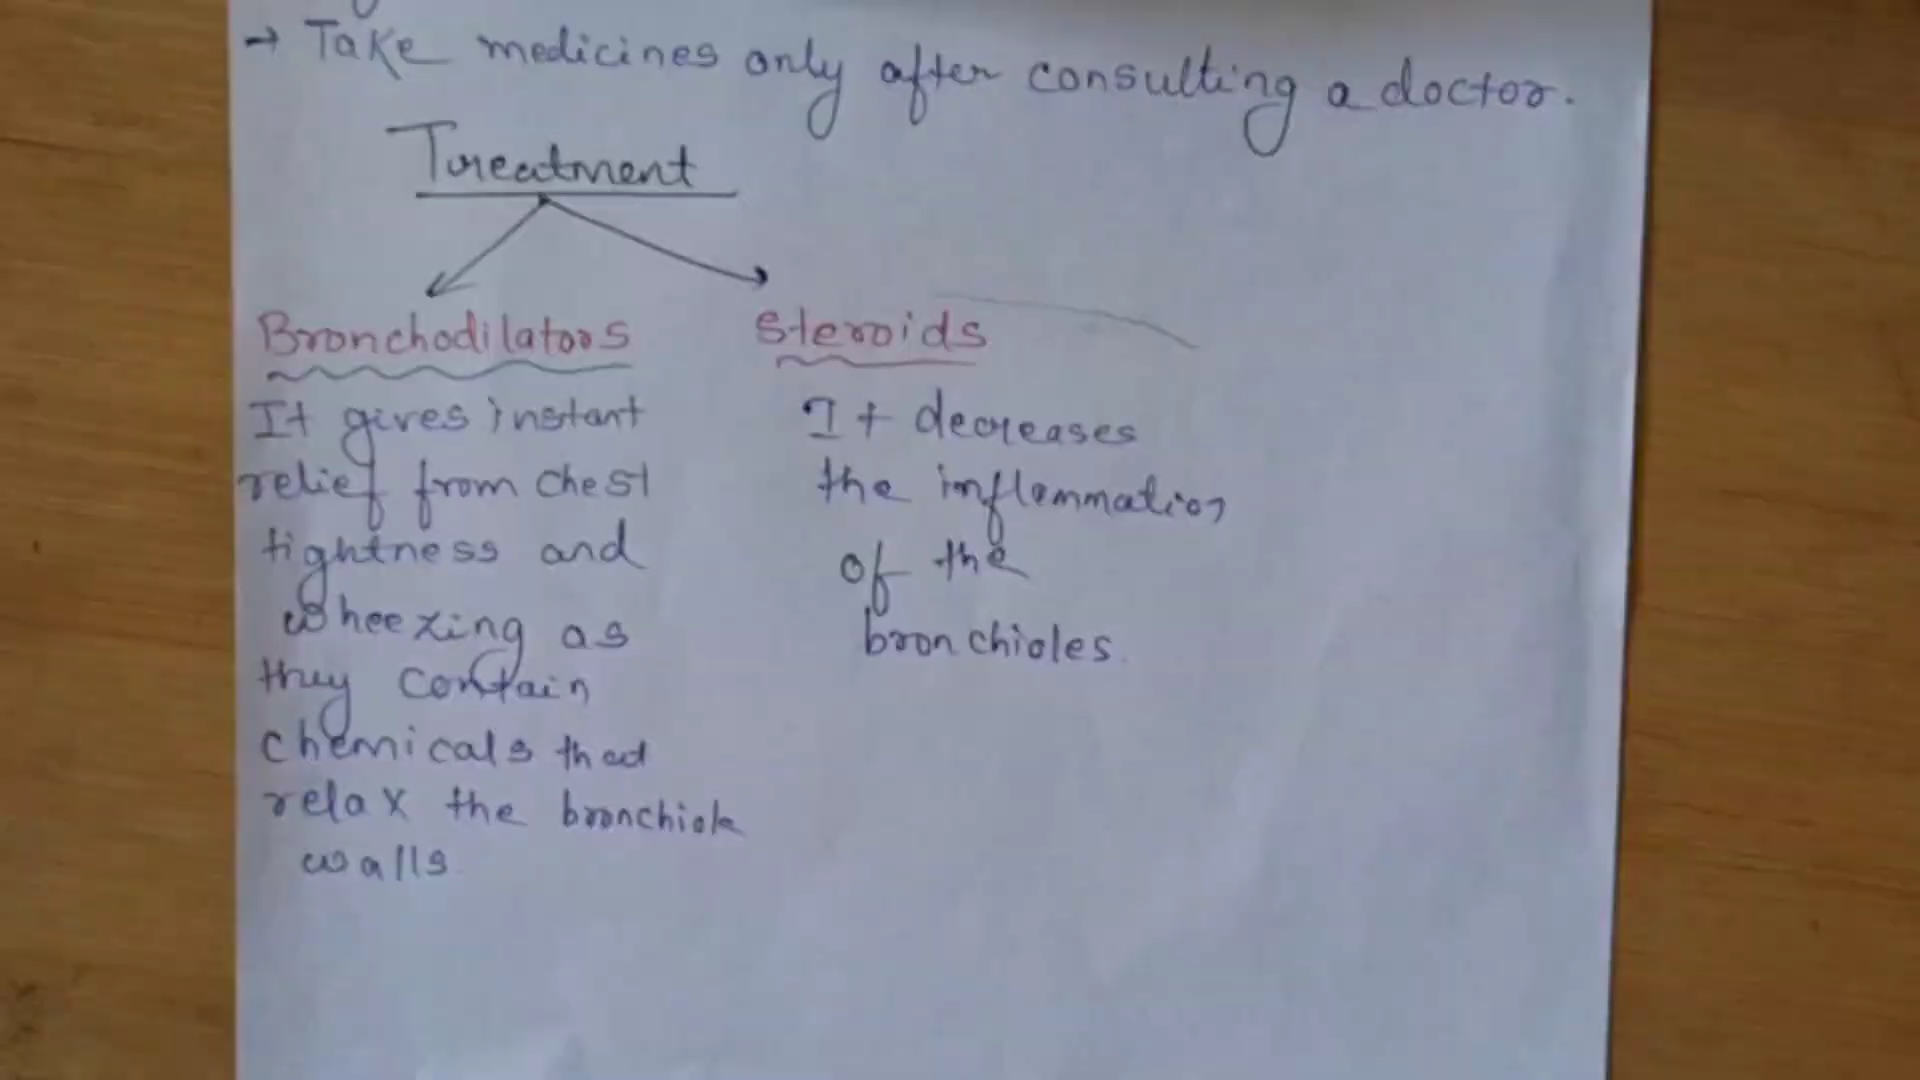 → Take medicines only after consulting a doctor.
Treatment
Bronchodilators
It gives instant
relief from chest
tightness and
wheezing as
they contain
chemicals that
relax the bronchiole
walls.
Steroids
It decreases
the inflammation
of the
bronchioles.